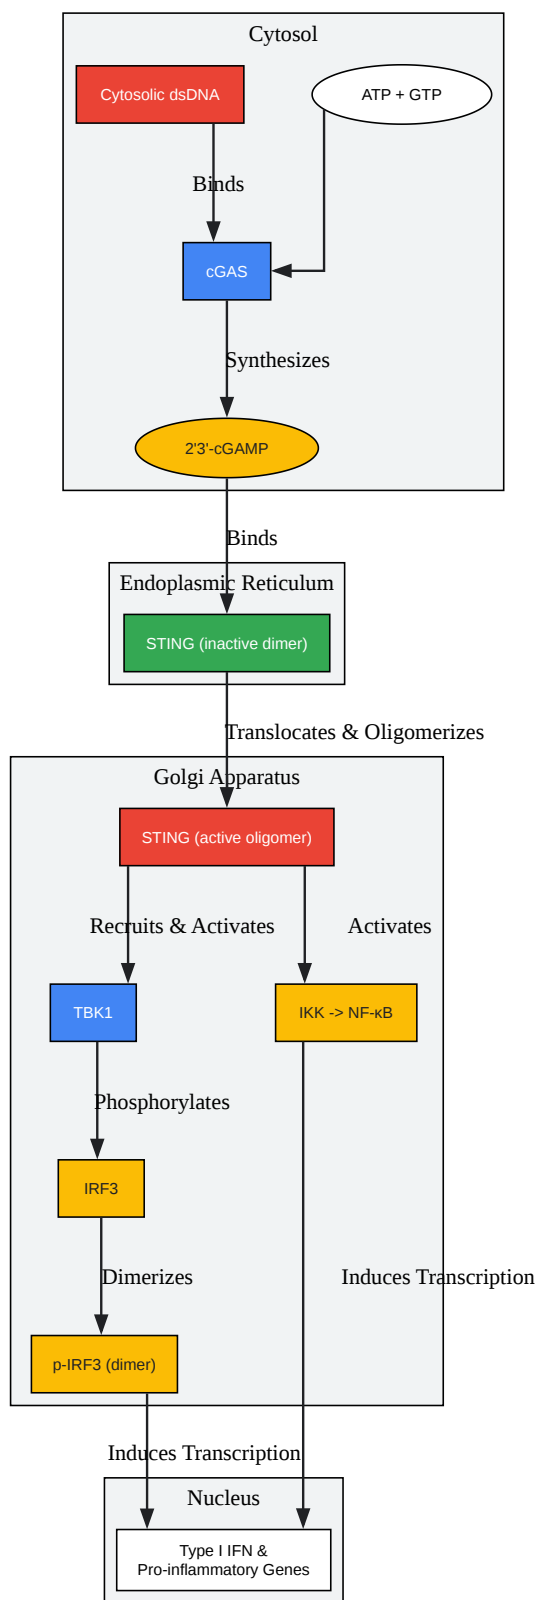 Cytosol
Cytosolic dsDNA
ATP + GTP
Binds
cGAS
Synthesizes
2'3'-cGAMP
Binds
Endoplasmic Reticulum
STING (inactive dimer)
Translocates & Oligomerizes
Golgi Apparatus
STING (active oligomer)
Recruits & Activates
Activates
TBK1
IKK -> NF-κB
Phosphorylates
IRF3
Dimerizes
Induces Transcription
p-IRF3 (dimer)
Induces Transcription
Nucleus
Type I IFN &
Pro-inflammatory Genes